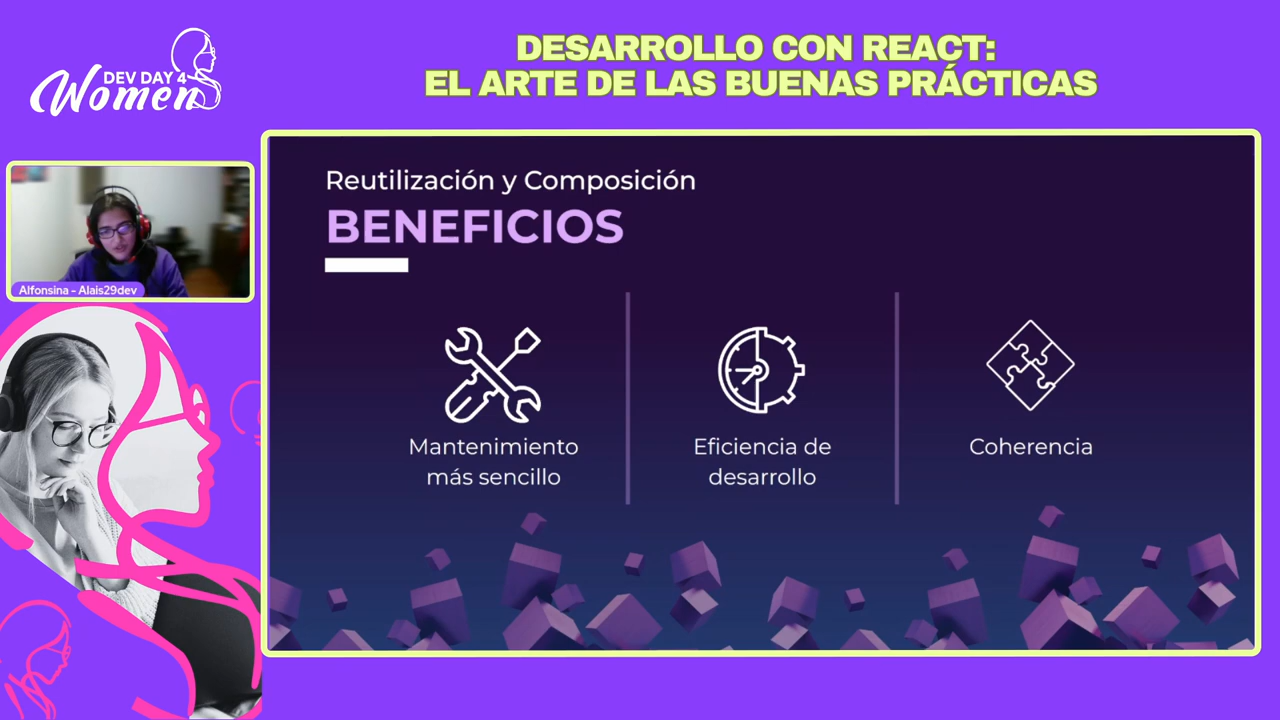 DEV DAY 4
Women
DESARROLLO CON REACT:
EL ARTE DE LAS BUENAS PRÁCTICAS
Alfonsina - Alais29dev
Reutilización y Composición
BENEFICIOS
Mantenimiento
más sencillo
Eficiencia de
desarrollo
Coherencia